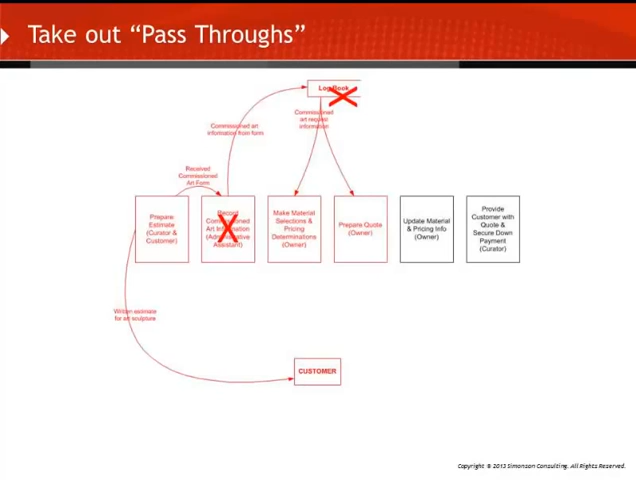 Take out “Pass Throughs”
Log Book
Commissioned art
information from form
Commissioned
art request
information
Received
Commissioned
Art Form
Prepare
Estimate
(Curator &
Customer)
Record
Commissioned
Art Information
(Administrative
Assistant)
Make Material
Selections &
Pricing
Determinations
(Owner)
Prepare Quote
(Owner)
Update Material
& Pricing Info
(Owner)
Provide
Customer with
Quote &
Secure Down
Payment
(Curator)
Written estimate
for art sculpture
CUSTOMER
Copyright © 2013 Simonson Consulting. All Rights Reserved.